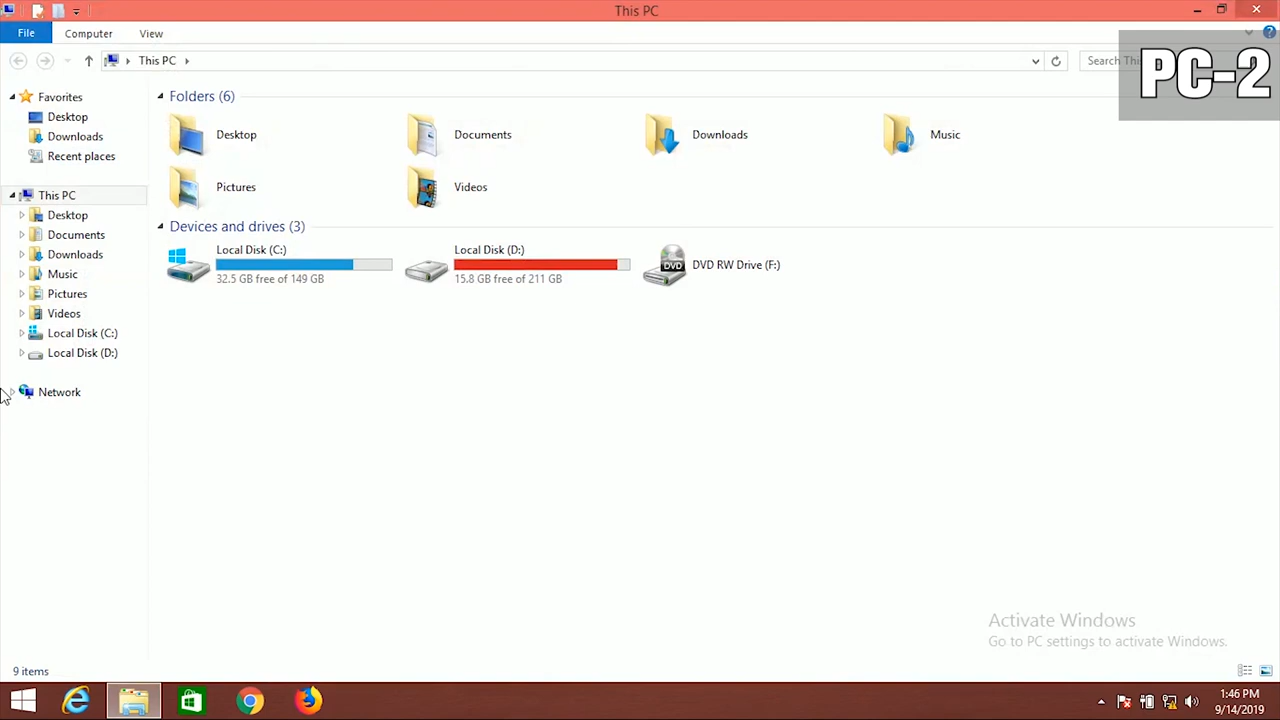 This PC
File Computer View
This PC
Search Thi
PC-2
Favorites
Desktop
Downloads
Recent places
This PC
Desktop
Documents
Downloads
Music
Pictures
Videos
Local Disk (C:)
Local Disk (D:)
Network
Folders (6)
Desktop
Documents
Downloads
Music
Pictures
Videos
Devices and drives (3)
Local Disk (C:)
32.5 GB free of 149 GB
Local Disk (D:)
15.8 GB free of 211 GB
DVD
DVD RW Drive (F:)
Activate Windows
Go to PC settings to activate Windows.
9 items
1:46 PM
9/14/2019